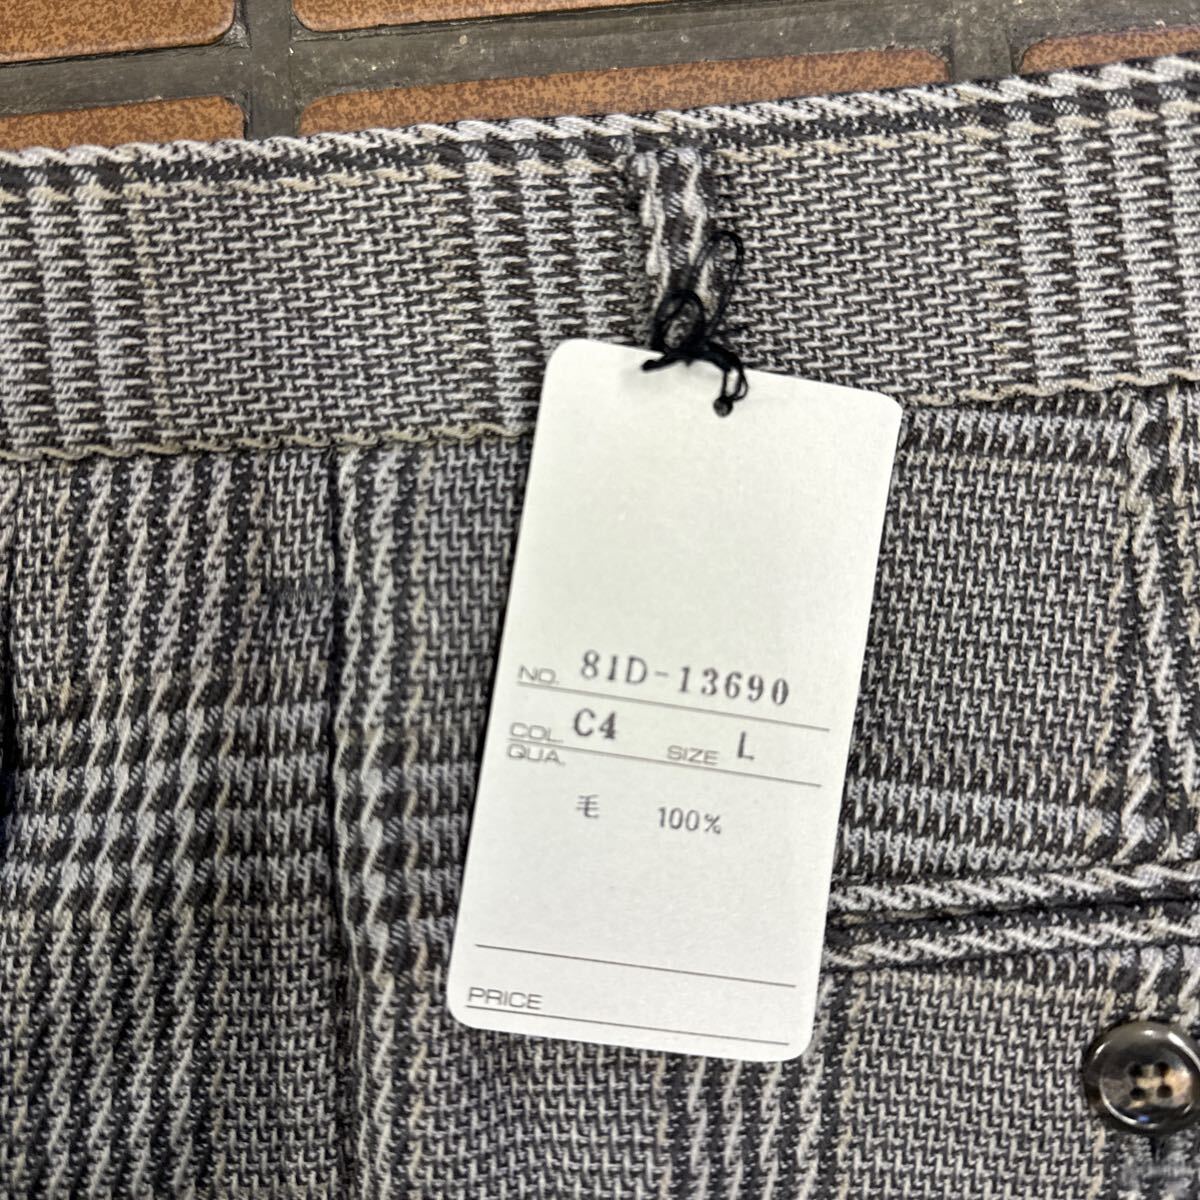 NO. 81D-13690
COL. C4 SIZE L
QUA.
毛 100%
PRICE